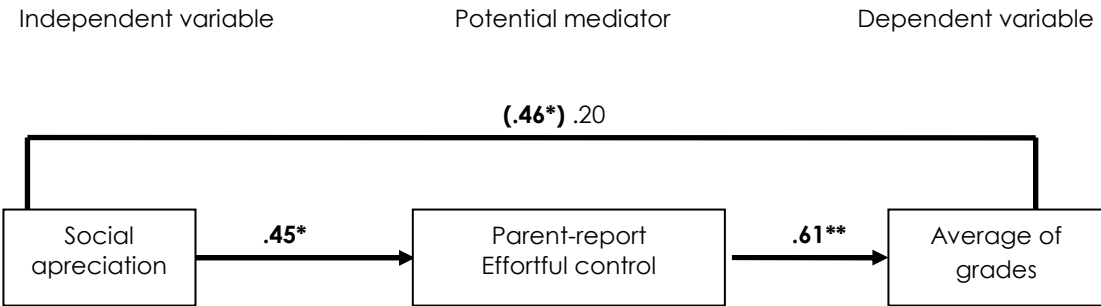 Independent variable
Potential mediator
Dependent variable
(.46*) .20
Social
apreciation
.45*
Parent-report
Effortful control
.61**
Average of
grades